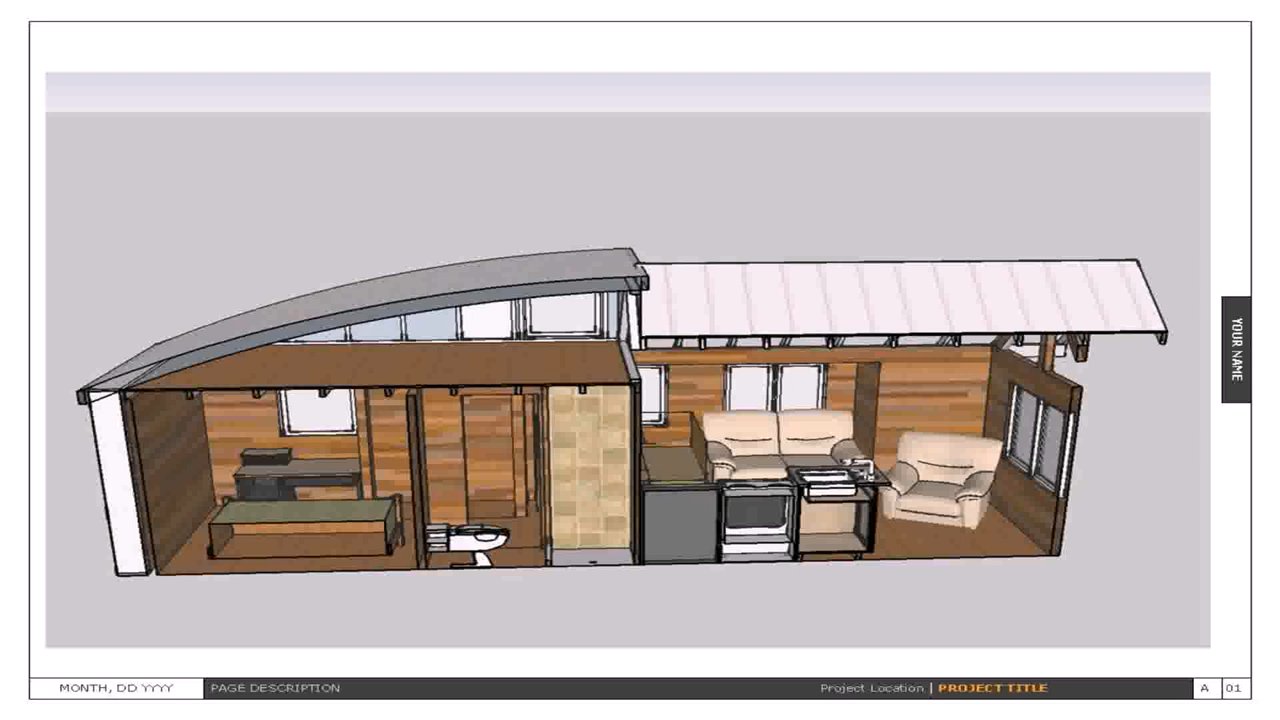 YOUR NAME
MONTH, DD YYYY
PAGE DESCRIPTION
Project Location | PROJECT TITLE
A
01